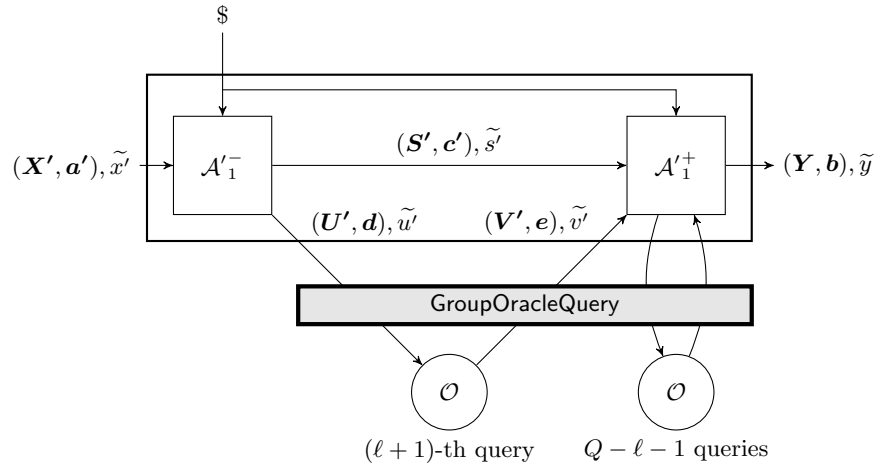 $
(X′, a′), x̃′
𝒜′₁⁻
(S′, c′), s̃′
𝒜′₁⁺
(Y, b), ỹ
(U′, d), ũ′
(V′, e), ṽ′
GroupOracleQuery
𝒪
𝒪
(ℓ + 1)-th query
Q − ℓ − 1 queries